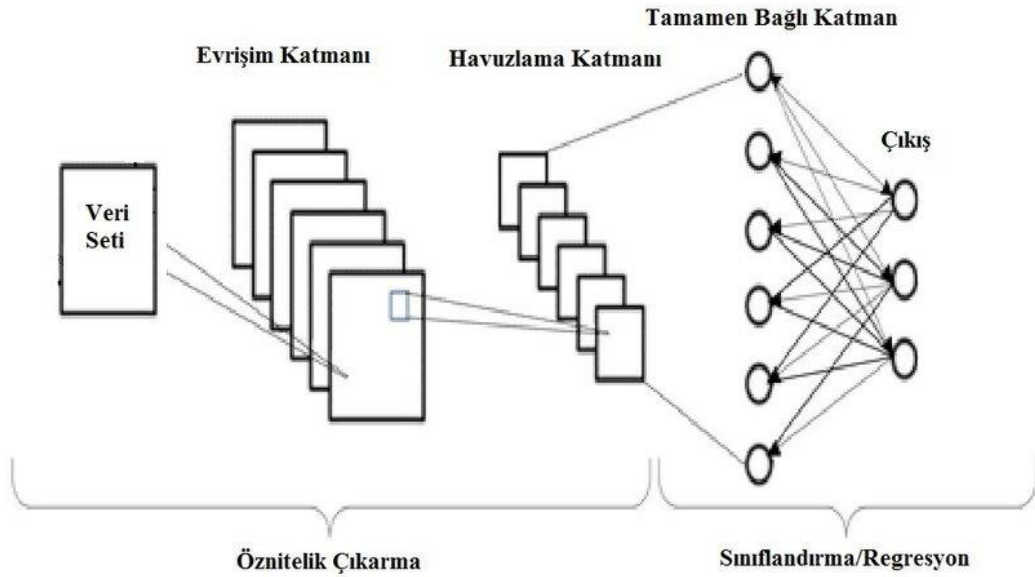 Tamamen Bağlı Katman
Evrişim Katmanı
Havuzlama Katmanı
Çıkış
Veri
Seti
Öznitelik Çıkarma
Sınıflandırma/Regresyon